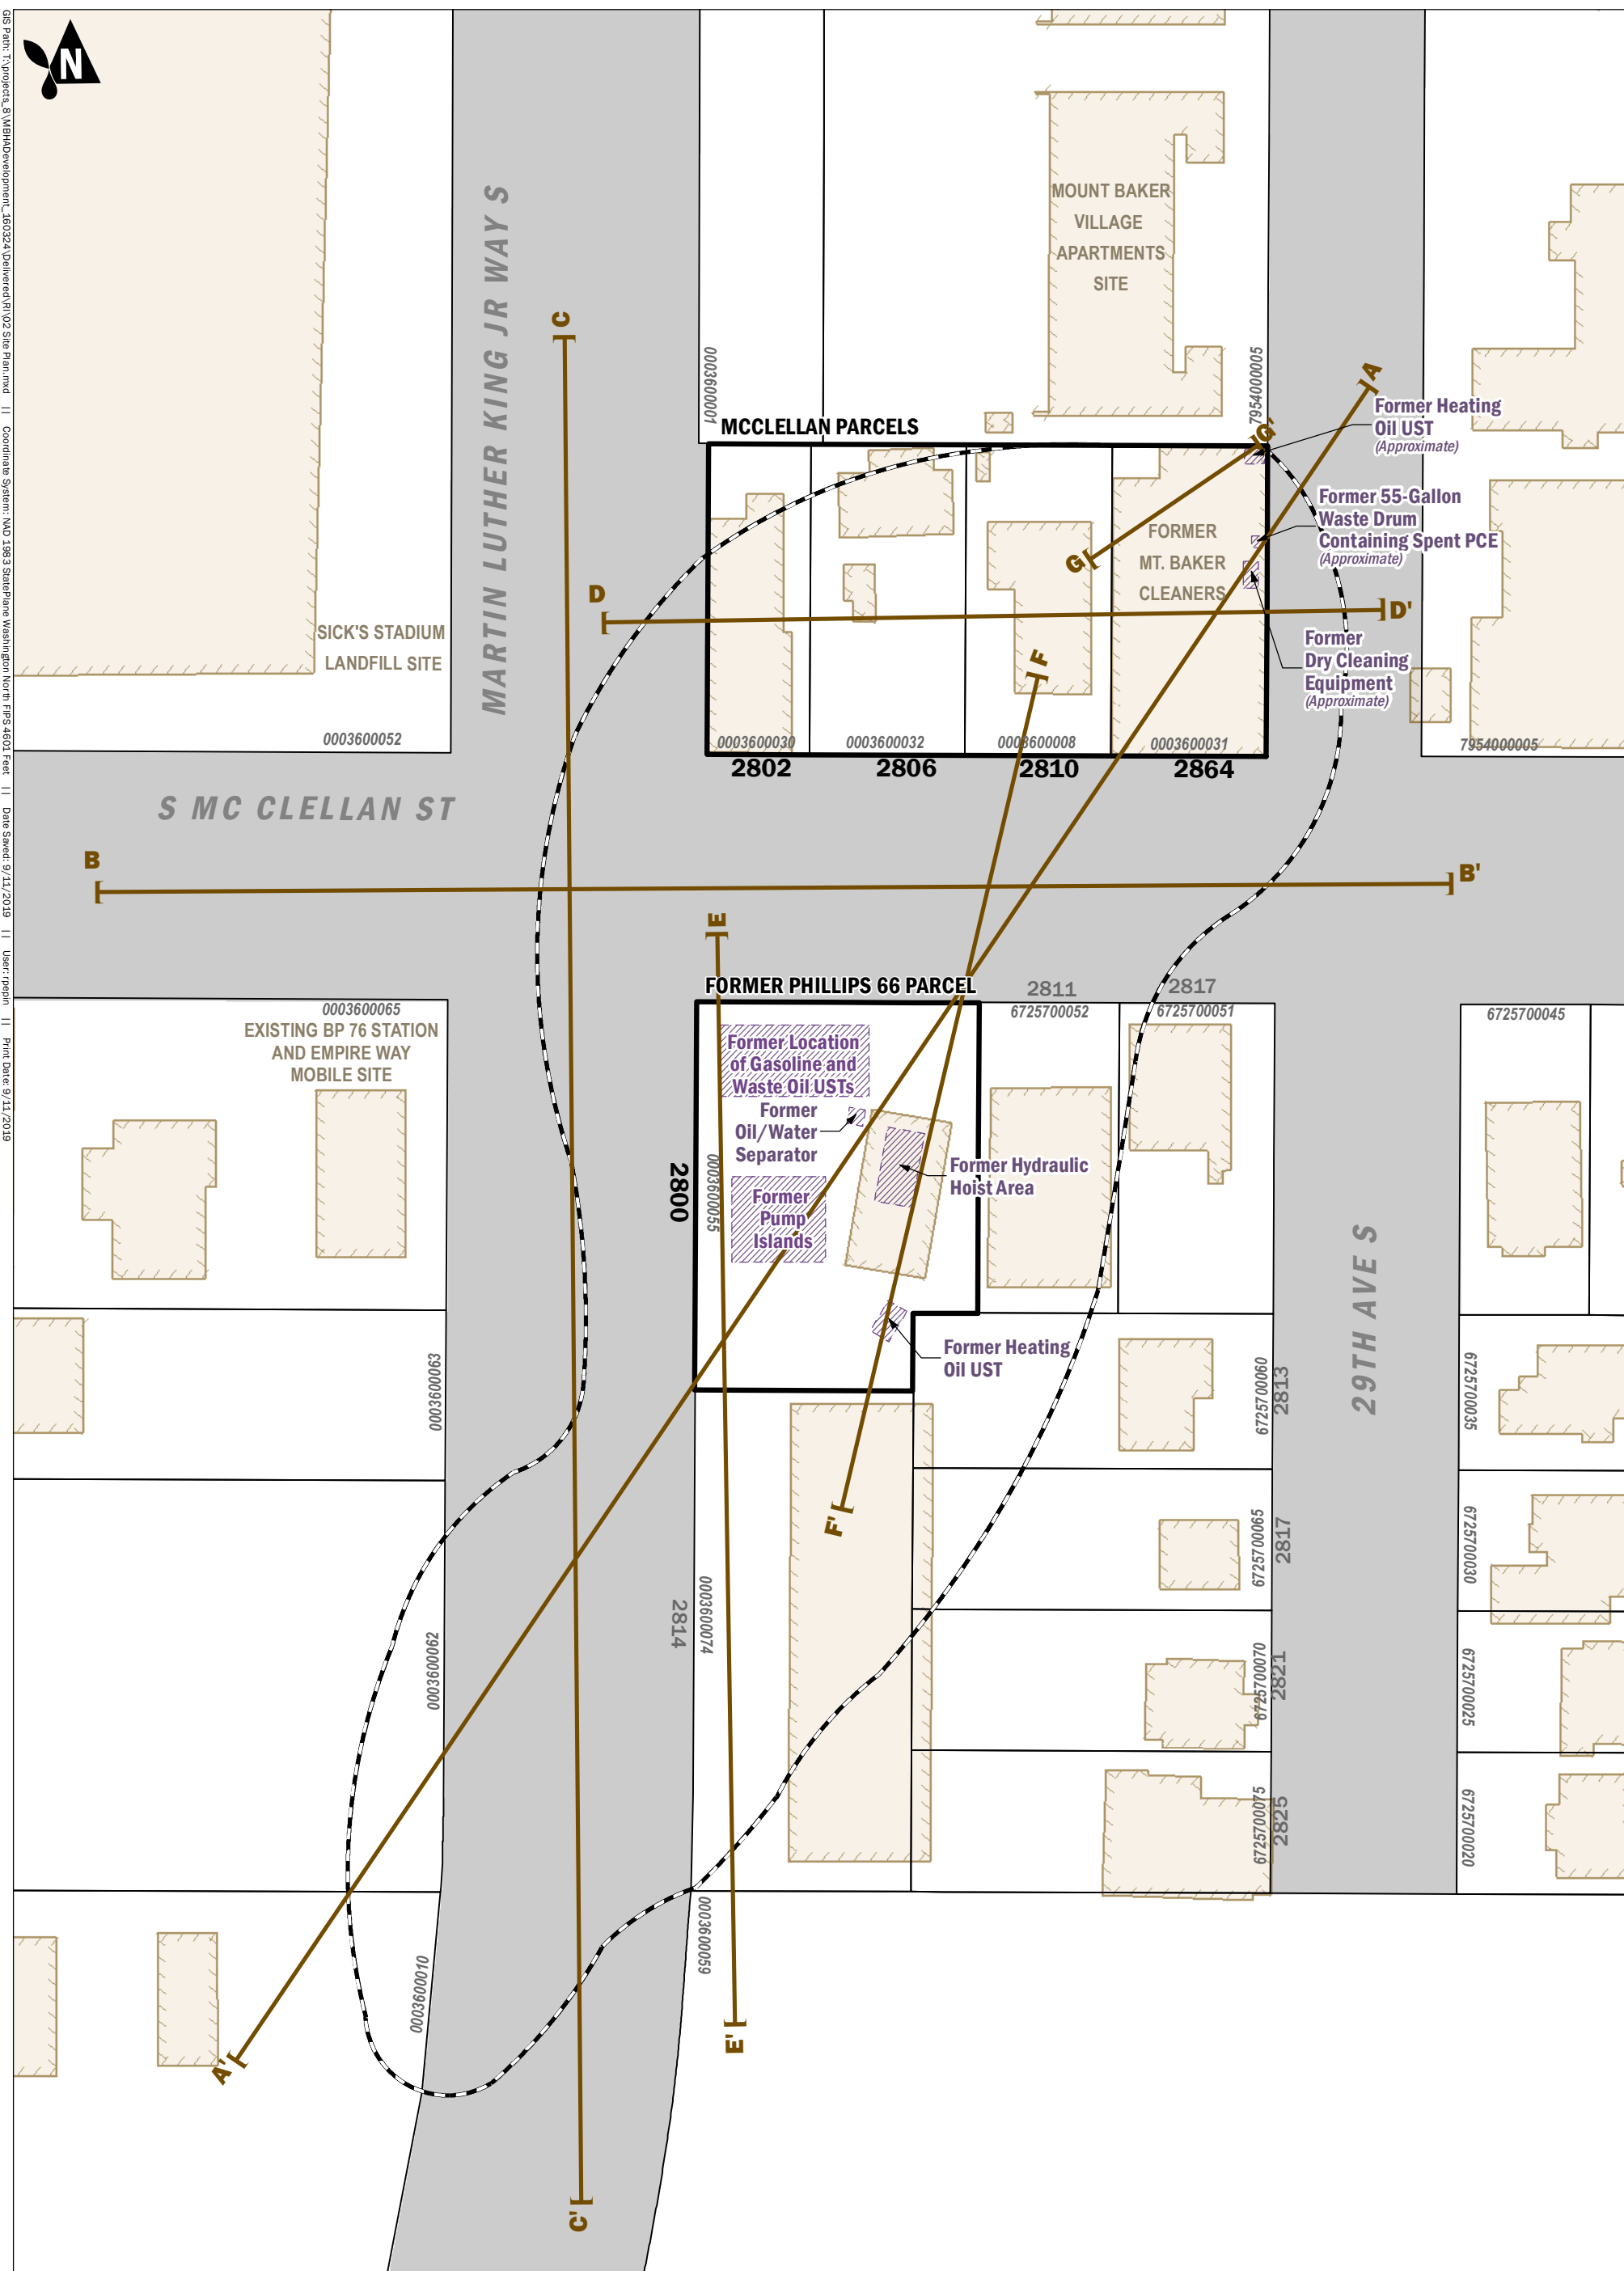 GIS Path: T:\projects_8\MBHADevelopment_160324\Delivered\RI\02 Site Plan.mxd || Coordinate System: NAD 1983 StatePlane Washington North FIPS 4601 Feet || Date Saved: 9/11/2019 || User: rpepin || Print Date: 9/11/2019
N
MARTIN LUTHER KING JR WAY S
MOUNT BAKER
VILLAGE
APARTMENTS
SITE
C
0003600001
7954000005
A
MCCLELLAN PARCELS
G'
Former Heating
Oil UST
(Approximate)
Former 55-Gallon
Waste Drum
Containing Spent PCE
(Approximate)
FORMER
MT. BAKER
CLEANERS
G
D
D'
SICK'S STADIUM
LANDFILL SITE
Former
Dry Cleaning
Equipment
(Approximate)
F
0003600052
0003600030
0003600032
0003600008
0003600031
7954000005
2802
2806
2810
2864
S MC CLELLAN ST
B
B'
E
FORMER PHILLIPS 66 PARCEL
2811
2817
0003600065
6725700052
6725700051
6725700045
EXISTING BP 76 STATION
AND EMPIRE WAY
MOBILE SITE
Former Location
of Gasoline and
Waste Oil USTs
Former
Oil/Water
Separator
Former Hydraulic
Hoist Area
2800
0003600055
Former
Pump
Islands
29TH AVE S
Former Heating
Oil UST
0003600063
6725700060
2813
6725700035
F'
6725700065
2817
6725700030
2814
0003600074
0003600062
6725700070
2821
6725700025
6725700075
2825
6725700020
0003600059
0003600010
A'
E'
C'